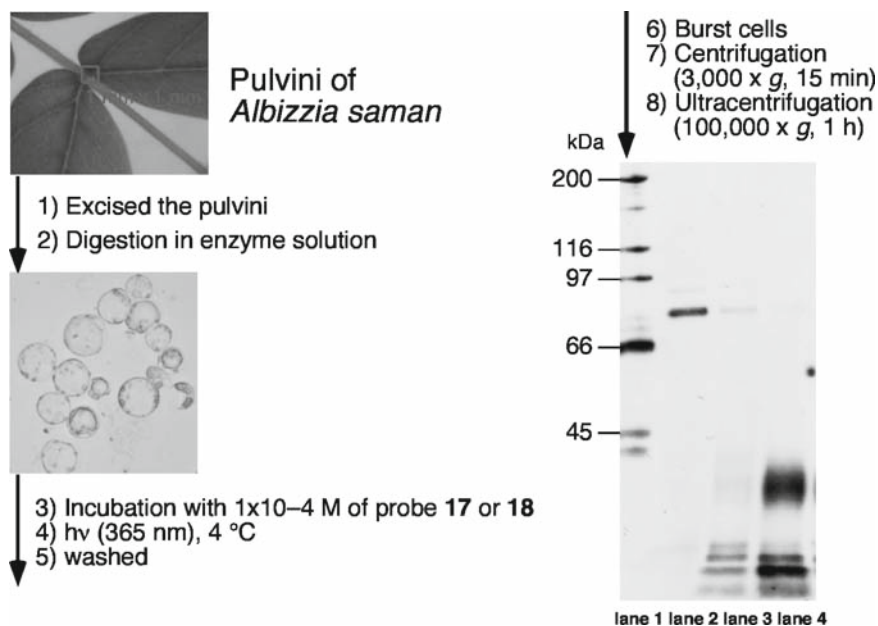 Pulvini of
Albizzia saman
1) Excised the pulvini
2) Digestion in enzyme solution
3) Incubation with 1x10–4 M of probe 17 or 18
4) hν (365 nm), 4 °C
5) washed
6) Burst cells
7) Centrifugation
(3,000 x g, 15 min)
8) Ultracentrifugation
(100,000 x g, 1 h)
kDa
200
116
97
66
45
lane 1 lane 2 lane 3 lane 4